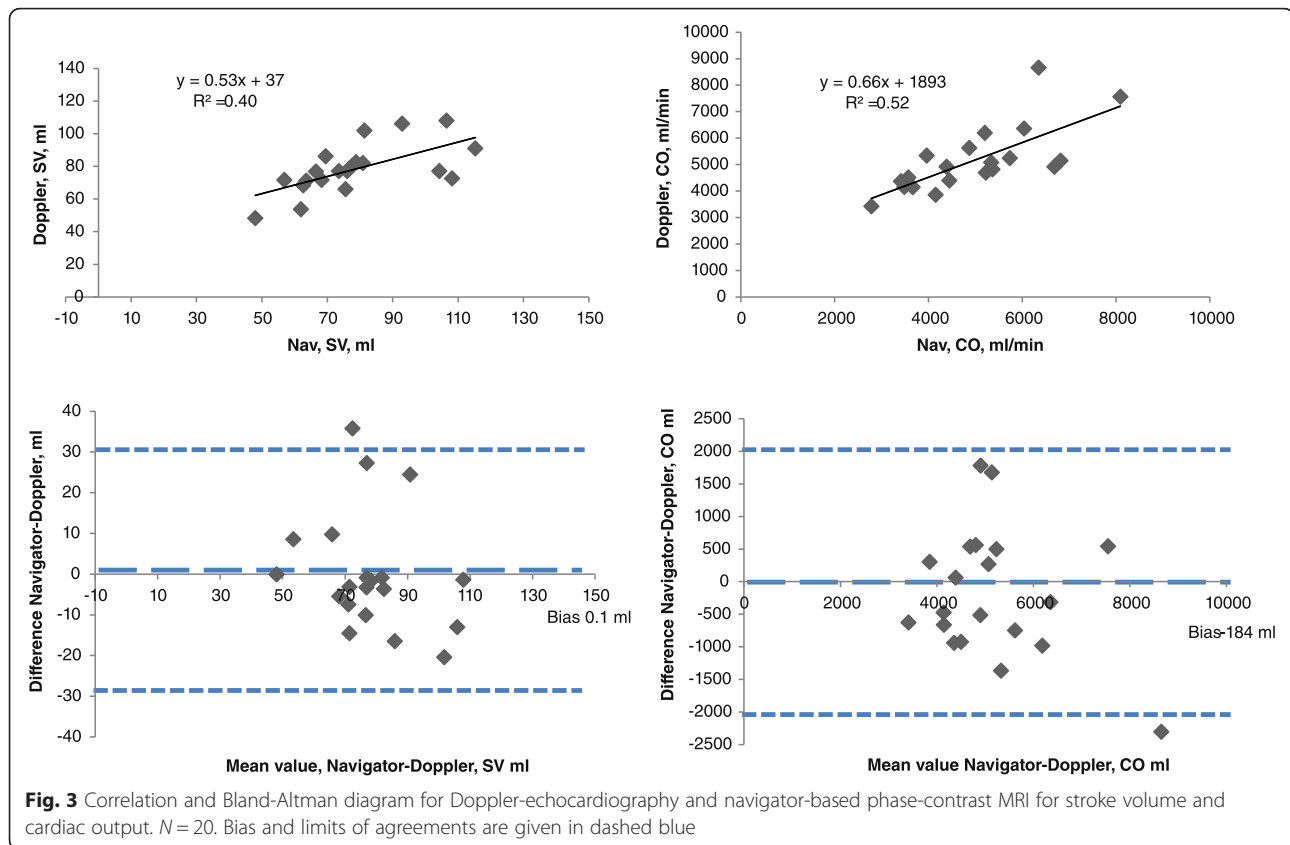 140
120
100
80
60
40
20
0
-10 10 30 50 70 90 110 130 150
Doppler, SV, ml
Nav, SV, ml
y = 0.53x + 37
R² =0.40
10000
9000
8000
7000
6000
5000
4000
3000
2000
1000
0
0 2000 4000 6000 8000 10000
Doppler, CO, ml/min
Nav, CO, ml/min
y = 0.66x + 1893
R² =0.52
40
30
20
10
0
-10
-20
-30
-40
-10 10 30 50 70 90 110 130 150
Difference Navigator-Doppler, ml
Bias 0.1 ml
Mean value, Navigator-Doppler, SV ml
2500
2000
1500
1000
500
0
-500
-1000
-1500
-2000
-2500
0 2000 4000 6000 8000 10000
Difference Navigator-Doppler, CO ml
Bias-184 ml
Mean value Navigator-Doppler, CO ml
Fig. 3 Correlation and Bland-Altman diagram for Doppler-echocardiography and navigator-based phase-contrast MRI for stroke volume and
cardiac output. N = 20. Bias and limits of agreements are given in dashed blue